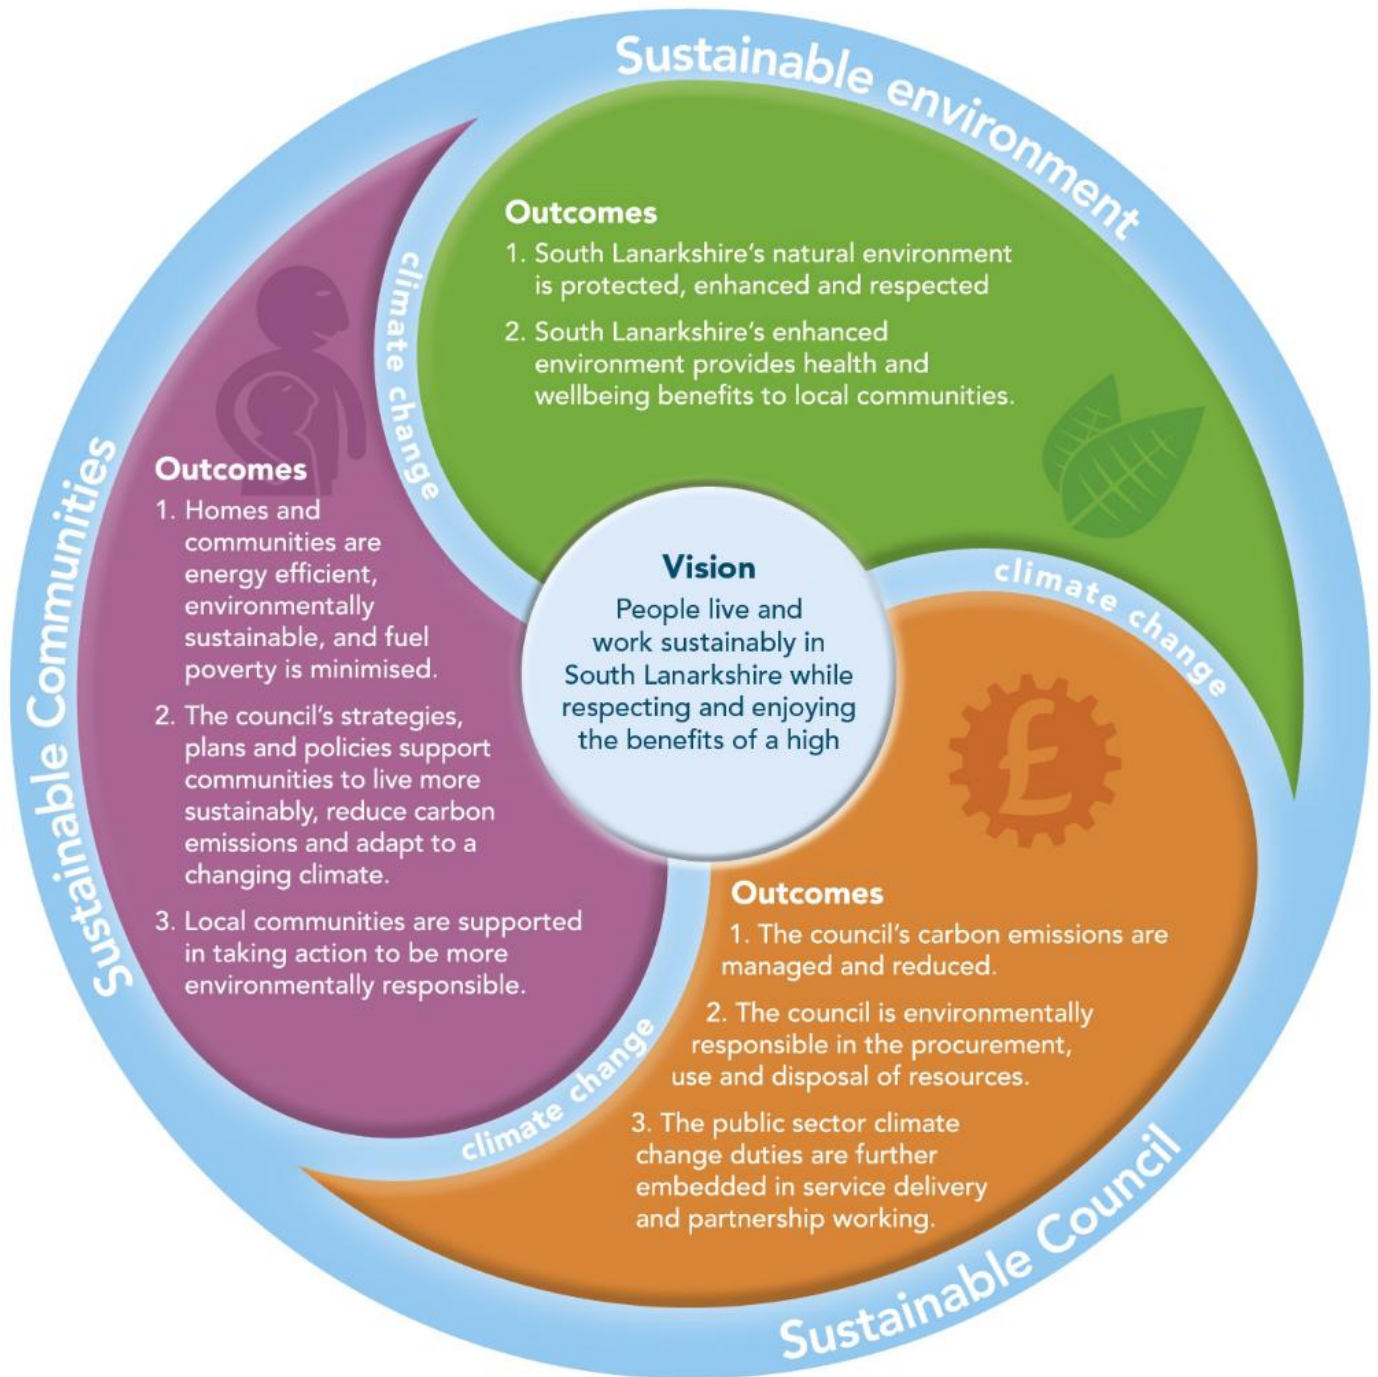 Sustainable environment
Outcomes
1. South Lanarkshire's natural environment
is protected, enhanced and respected
2. South Lanarkshire's enhanced
environment provides health and
wellbeing benefits to local communities.
climate change
Sustainable Communities
Outcomes
1. Homes and
communities are
energy efficient,
environmentally
sustainable, and fuel
poverty is minimised.
2. The council's strategies,
plans and policies support
communities to live more
sustainably, reduce carbon
emissions and adapt to a
changing climate.
3. Local communities are supported
in taking action to be more
environmentally responsible.
climate change
Vision
People live and
work sustainably in
South Lanarkshire while
respecting and enjoying
the benefits of a high
climate change
£
Outcomes
1. The council's carbon emissions are
managed and reduced.
2. The council is environmentally
responsible in the procurement,
use and disposal of resources.
3. The public sector climate
change duties are further
embedded in service delivery
and partnership working.
Sustainable Council